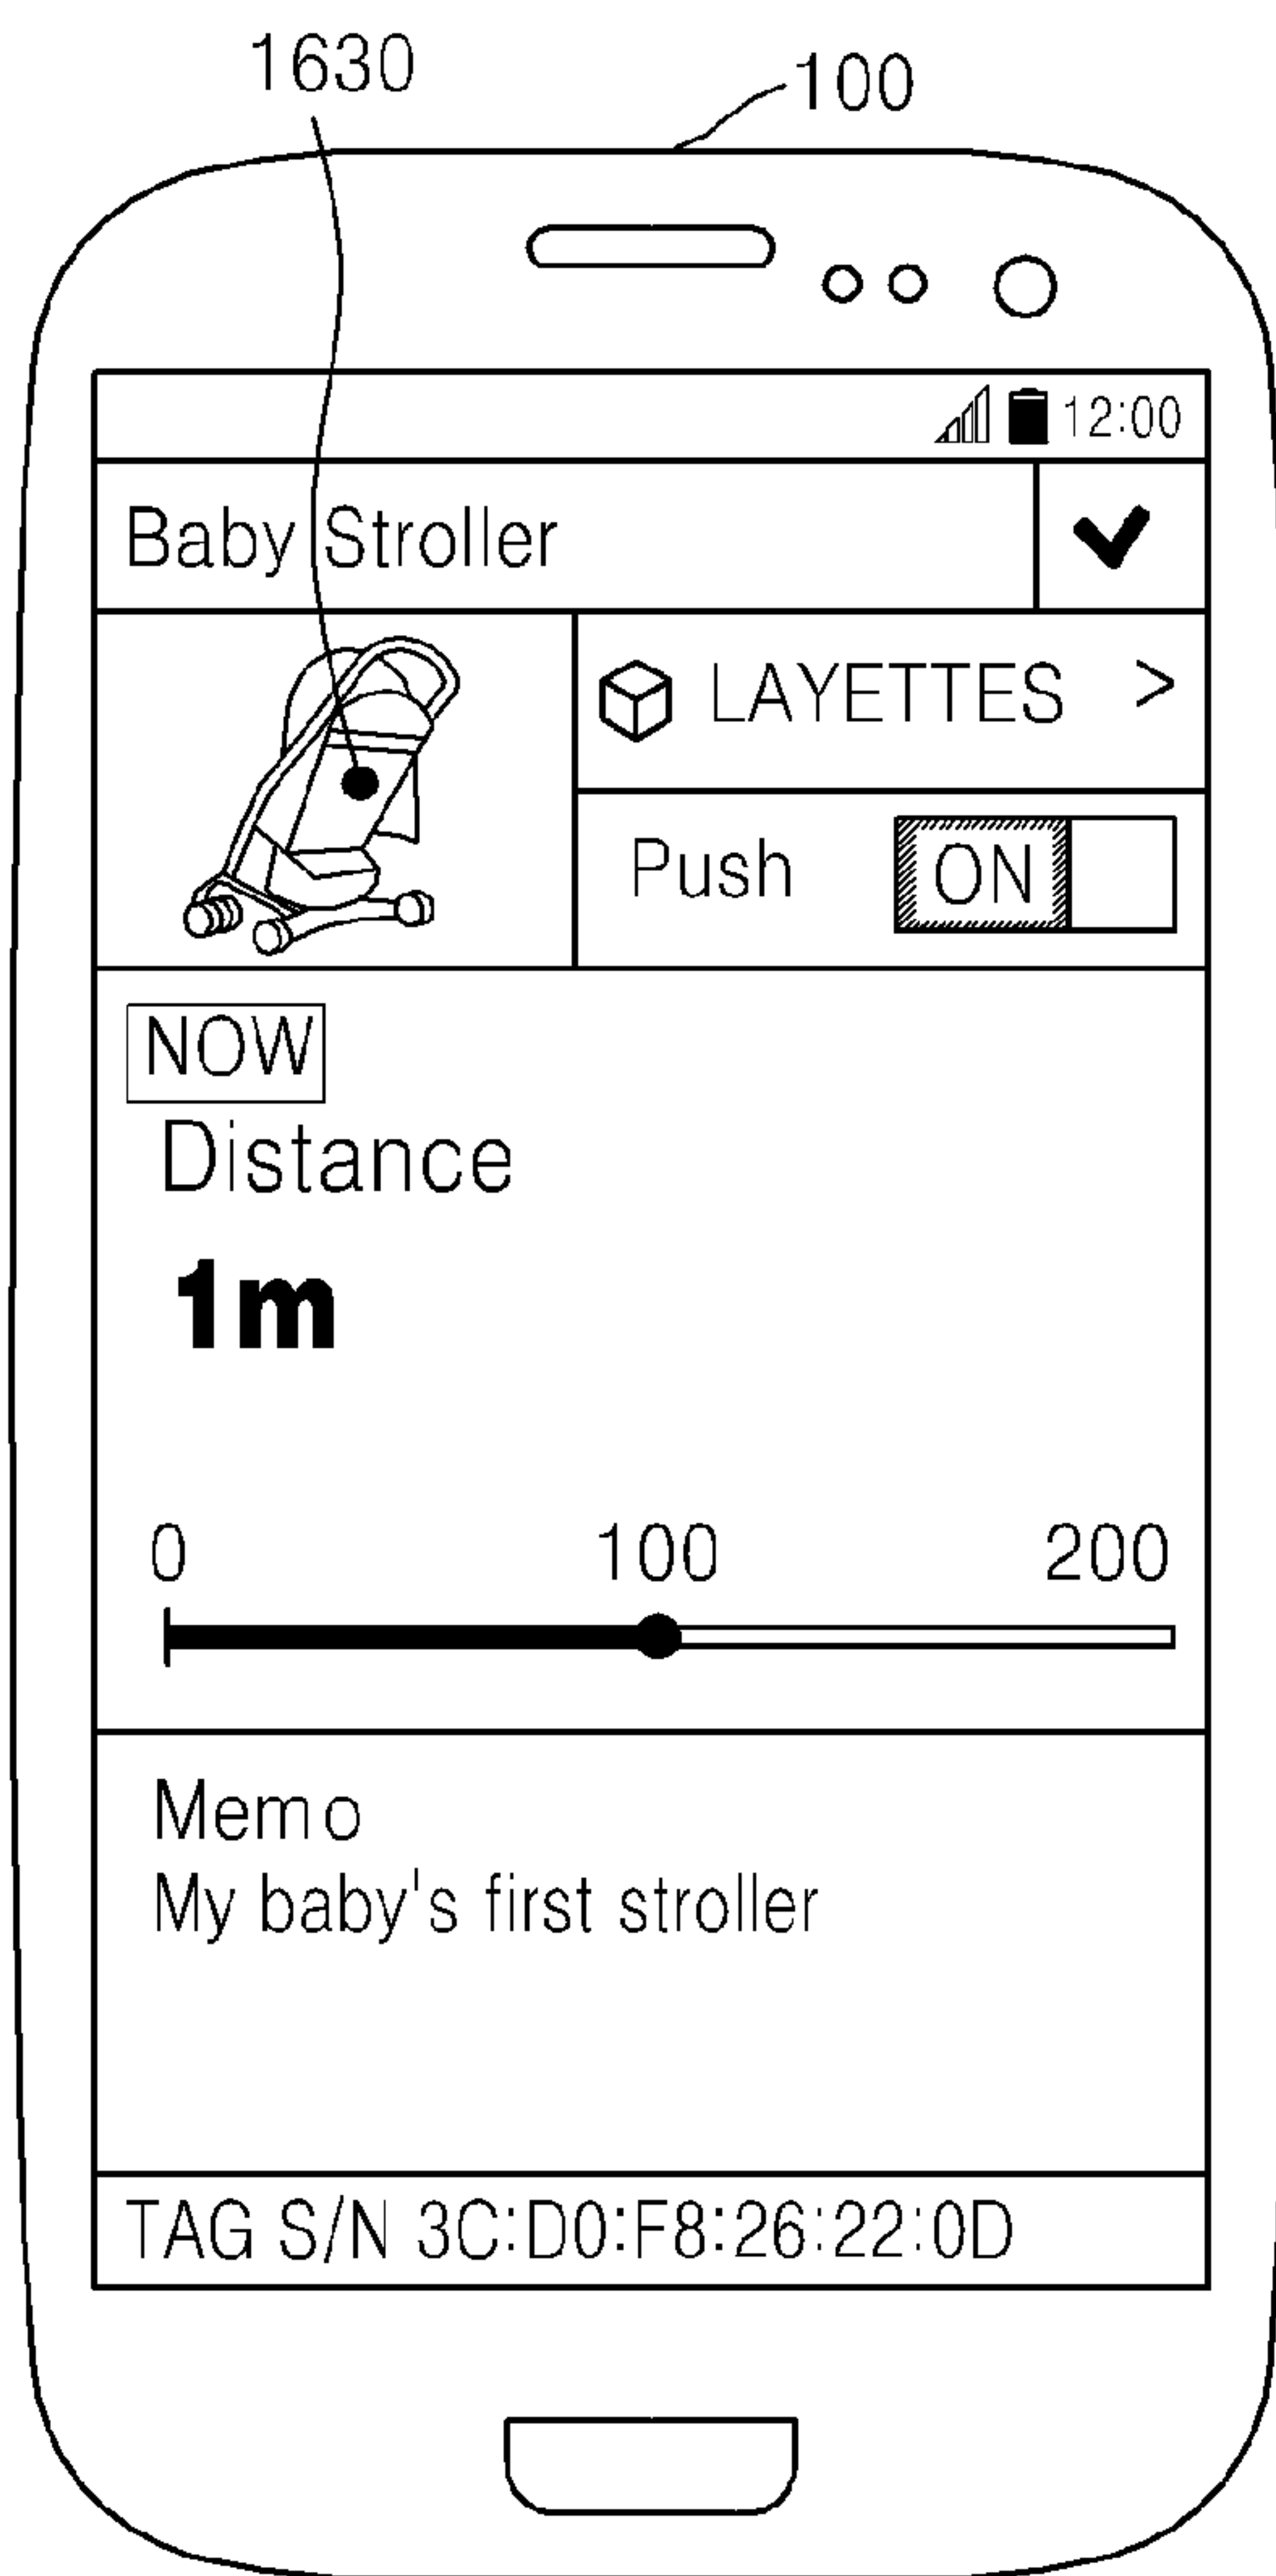 1630
100
12:00
Baby Stroller
LAYETTES >
Push ON
NOW
Distance
1m
0 100 200
Memo
My baby's first stroller
TAG S/N 3C:D0:F8:26:22:0D